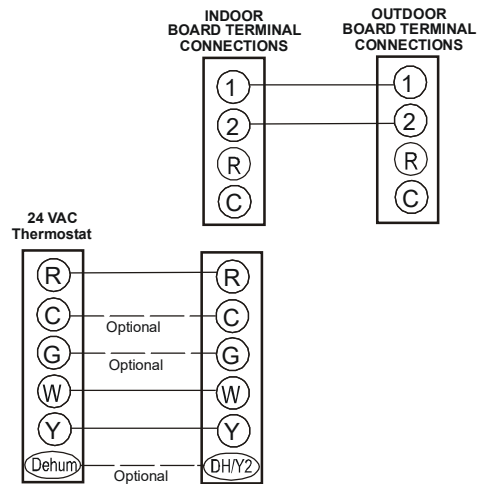 INDOOR
BOARD TERMINAL
CONNECTIONS
OUTDOOR
BOARD TERMINAL
CONNECTIONS
1 1
2 2
R R
C C
24 VAC
Thermostat
R R
C Optional C
G Optional G
W W
Y Y
Dehum Optional DH/Y2